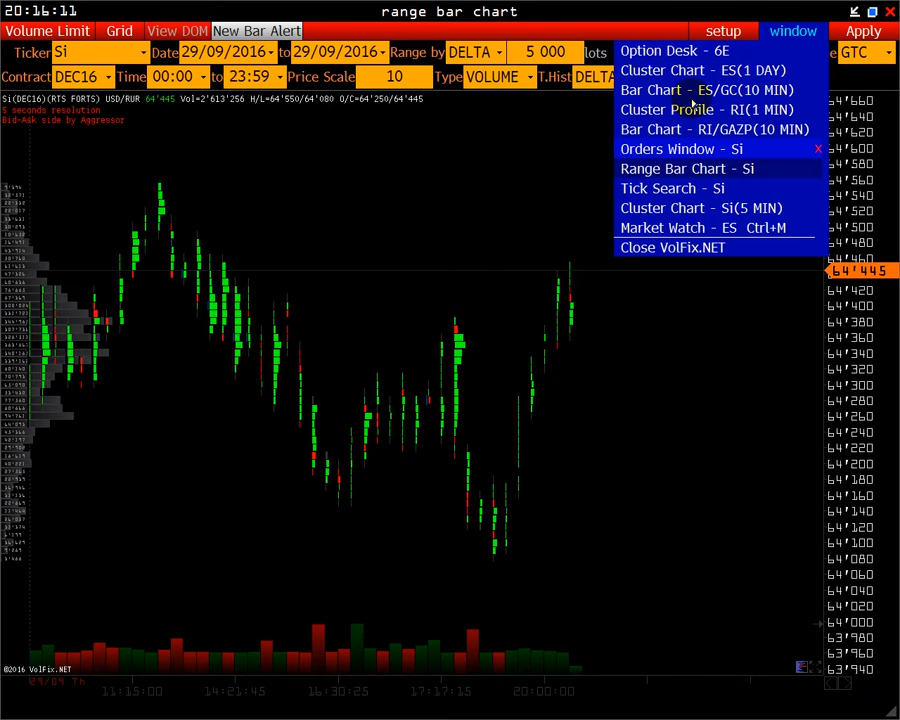 20:16:11 range bar chart
Volume Limit Grid View DOM New Bar Alert setup window Apply
Ticker Si Date 29/09/2016 to 29/09/2016 Range by DELTA 5 000 lots GTC
Contract DEC16 Time 00:00 to 23:59 Price Scale 10 Type VOLUME T.Hist DELTA
Option Desk - 6E
Cluster Chart - ES(1 DAY)
Bar Chart - ES/GC(10 MIN)
Cluster Profile - RI(1 MIN)
Bar Chart - RI/GAZP(10 MIN)
Orders Window - Si x
Range Bar Chart - Si
Tick Search - Si
Cluster Chart - Si(5 MIN)
Market Watch - ES Ctrl+M
Close VolFix.NET
Si(DEC16)(RTS FORTS) USD/RUR 64'445 Vol=2'613'256 H/L=64'550/64'080 O/C=64'250/64'445
5 seconds resolution
Bid-Ask side by Aggressor
64'660
64'640
64'620
64'600
64'580
64'560
64'540
64'520
64'500
64'480
64'460
64'445
64'420
64'400
64'380
64'360
64'340
64'320
64'300
64'280
64'260
64'240
64'220
64'200
64'180
64'160
64'140
64'120
64'100
64'080
64'060
64'040
64'020
64'000
63'980
63'960
63'940
©2016 VolFix.NET
09/09 Th
11:15:00 14:21:45 16:30:25 17:17:15 20:00:00